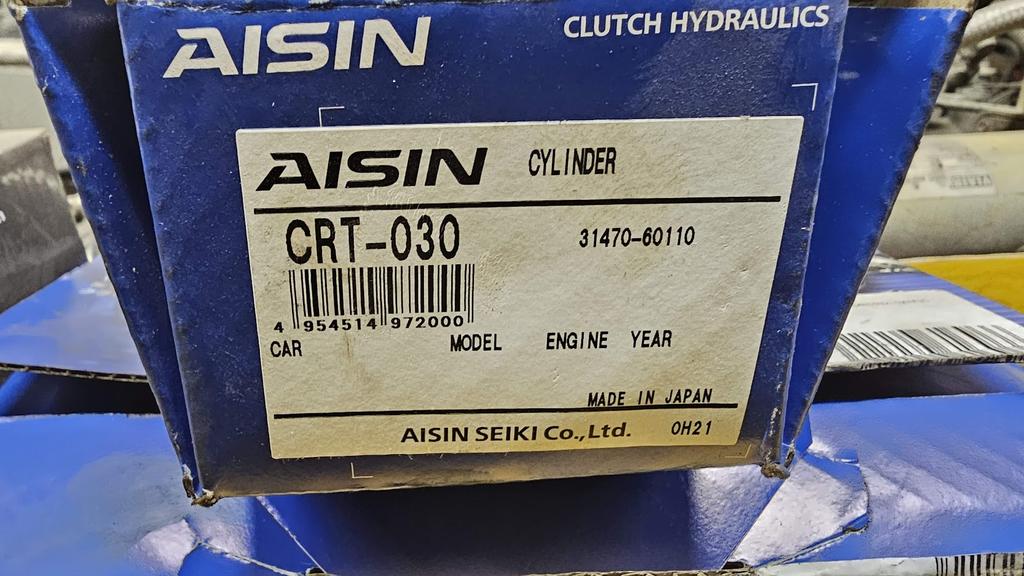 AISIN CLUTCH HYDRAULICS
AISIN CYLINDER
CRT-030 31470-60110
4 954514 972000
CAR MODEL ENGINE YEAR
MADE IN JAPAN
AISIN SEIKI Co.,Ltd. 0H21